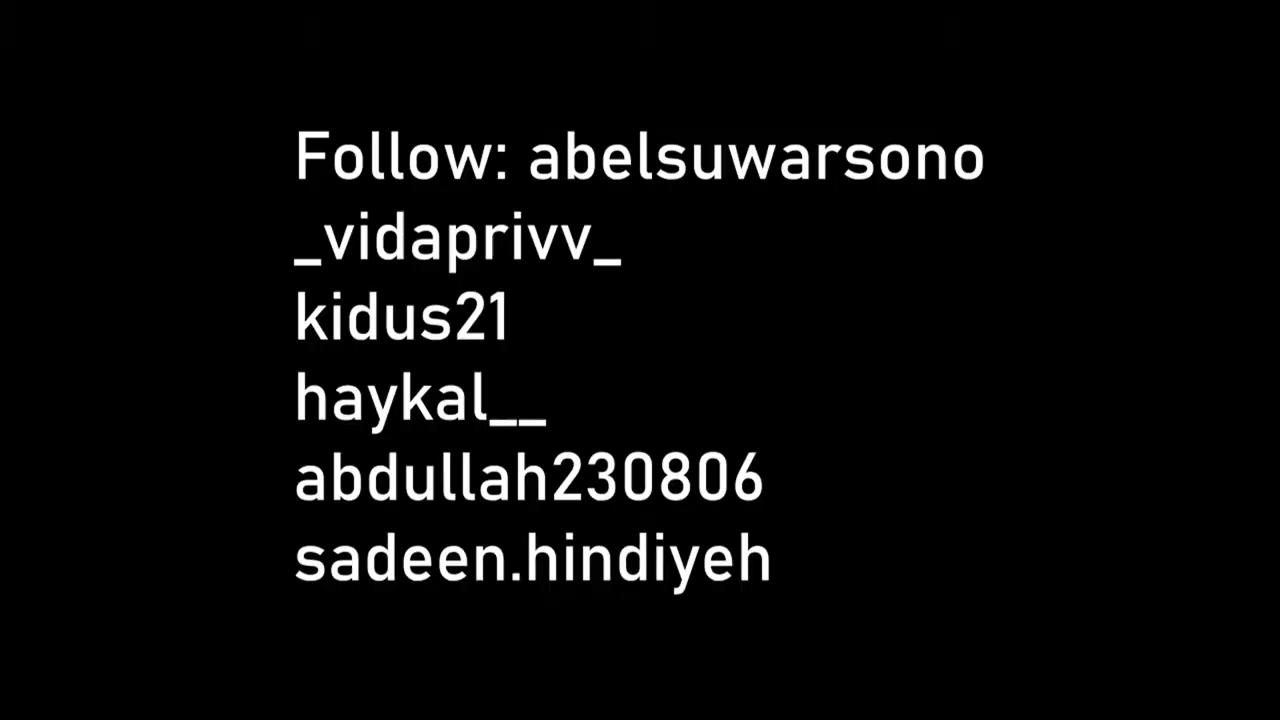 Follow: abelsuwarsono
_vidaprivv_
kidus21
haykal__
abdullah230806
sadeen.hindiyeh